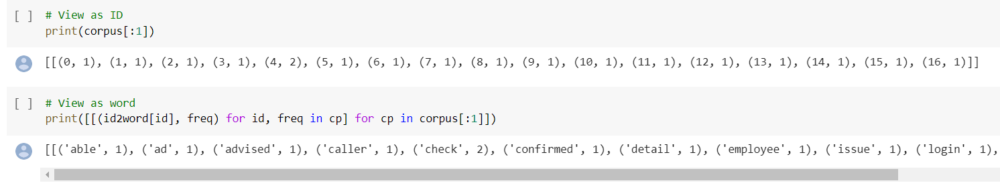 [ ] # View as ID
print(corpus[:1])
[[(0, 1), (1, 1), (2, 1), (3, 1), (4, 2), (5, 1), (6, 1), (7, 1), (8, 1), (9, 1), (10, 1), (11, 1), (12, 1), (13, 1), (14, 1), (15, 1), (16, 1)]]
[ ] # View as word
print([[(id2word[id], freq) for id, freq in cp] for cp in corpus[:1]])
[[('able', 1), ('ad', 1), ('advised', 1), ('caller', 1), ('check', 2), ('confirmed', 1), ('detail', 1), ('employee', 1), ('issue', 1), ('login', 1),